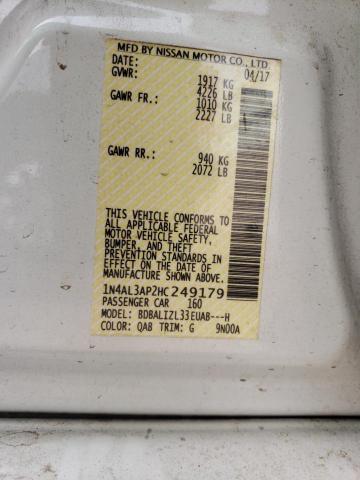 MFD BY NISSAN MOTOR CO., LTD.
DATE: 04/17
GVWR: 1917 KG
4226 LB
GAWR FR.: 1010 KG
2227 LB
GAWR RR.: 940 KG
2072 LB
THIS VEHICLE CONFORMS TO
ALL APPLICABLE FEDERAL
MOTOR VEHICLE SAFETY,
BUMPER, AND THEFT
PREVENTION STANDARDS IN
EFFECT ON THE DATE OF
MANUFACTURE SHOWN ABOVE.
1N4AL3AP2HC249179
PASSENGER CAR 160
MODEL: BDBALIZL33EUAB---H
COLOR: QAB TRIM: G 9N00A